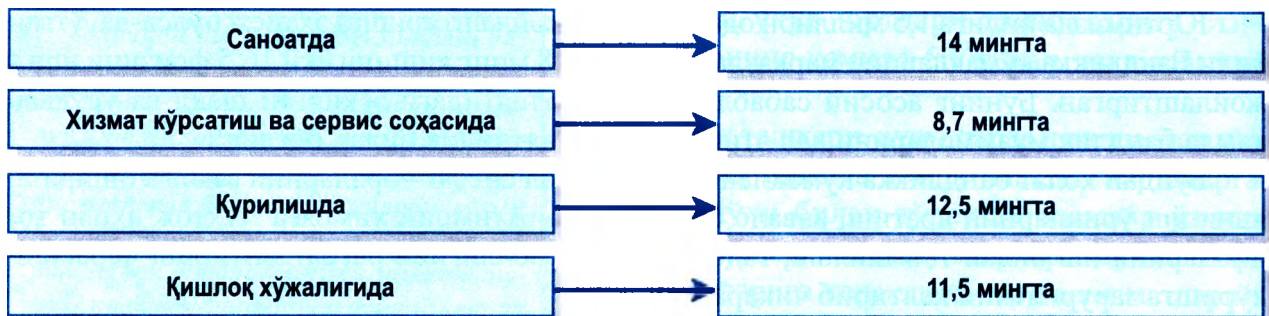 Саноатда
14 мингта
Хизмат кўрсатиш ва сервис соҳасида
8,7 мингта
Қурилишда
12,5 мингта
Қишлоқ хўжалигида
11,5 мингта